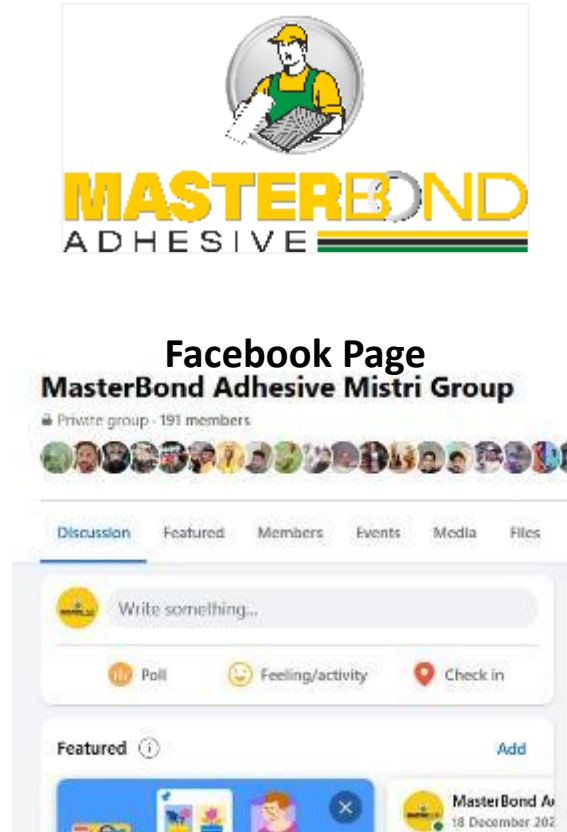 MASTERBOND
ADHESIVE
Facebook Page
MasterBond Adhesive Mistri Group
Private group · 191 members
Discussion Featured Members Events Media Files
Write something...
Poll Feeling/activity Check in
Featured Add
MasterBond A
18 December 202